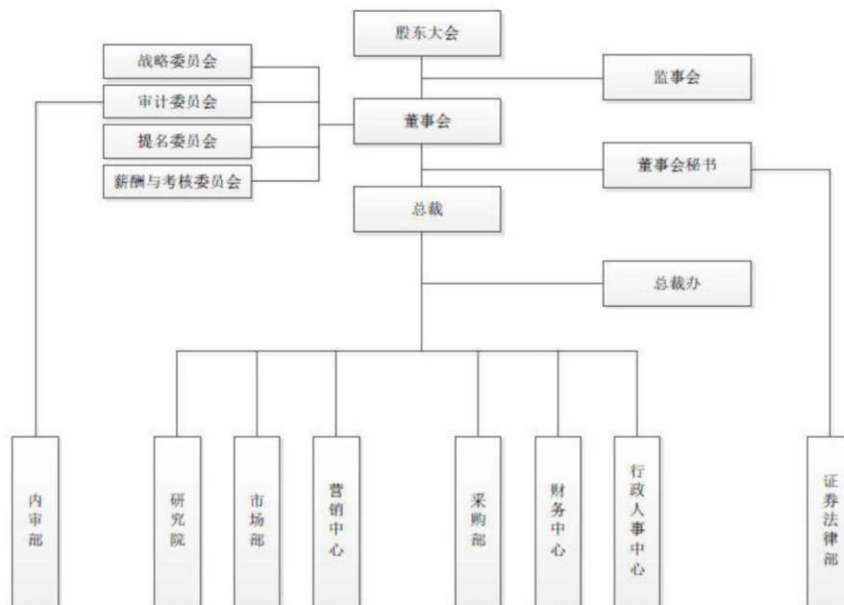 股东大会
战略委员会
监事会
审计委员会
董事会
提名委员会
董事会秘书
薪酬与考核委员会
总裁
总裁办
内审部
研究院
市场部
营销中心
采购部
财务中心
行政人事中心
证券法律部